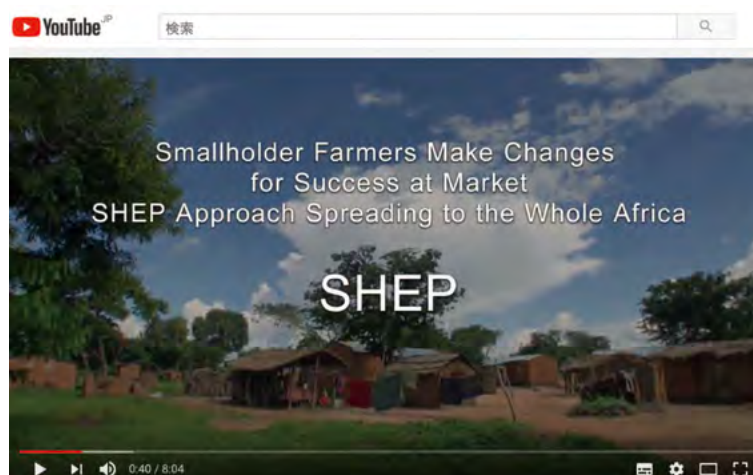 YouTube JP
検索
Smallholder Farmers Make Changes
for Success at Market
SHEP Approach Spreading to the Whole Africa
SHEP
0:40 / 8:04